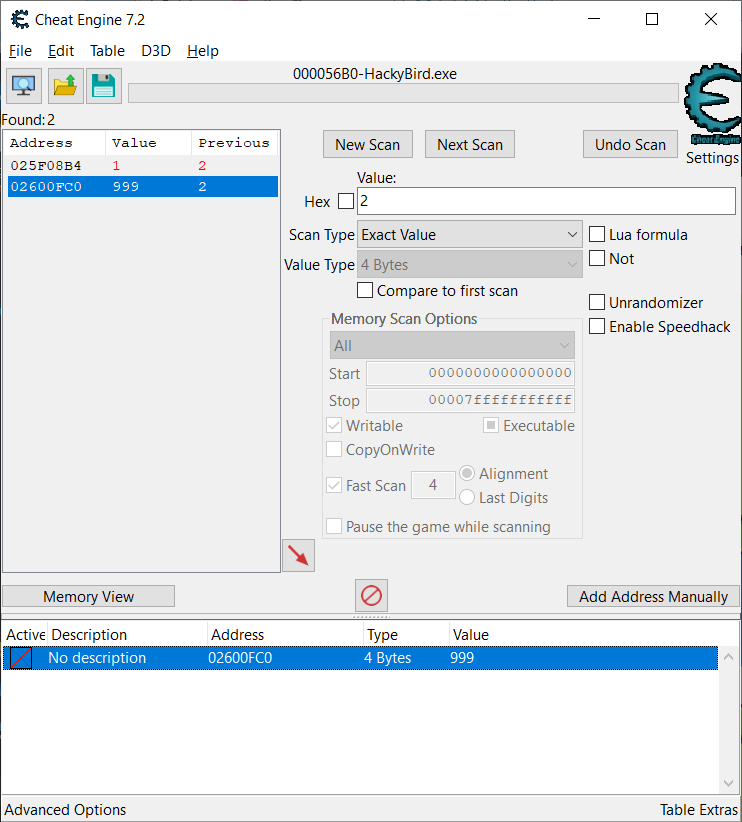 Cheat Engine 7.2
File Edit Table D3D Help
000056B0-HackyBird.exe
Found:2
Address Value Previous
025F08B4 1 2
02600FC0 999 2
New Scan Next Scan Undo Scan
Cheat Engine
Settings
Value:
Hex 2
Scan Type Exact Value Lua formula
Value Type 4 Bytes Not
Compare to first scan
Unrandomizer
Enable Speedhack
Memory Scan Options
All
Start 0000000000000000
Stop 00007fffffffffff
Writable Executable
CopyOnWrite
Fast Scan 4 Alignment
Last Digits
Pause the game while scanning
Memory View Add Address Manually
Active Description Address Type Value
No description 02600FC0 4 Bytes 999
Advanced Options Table Extras